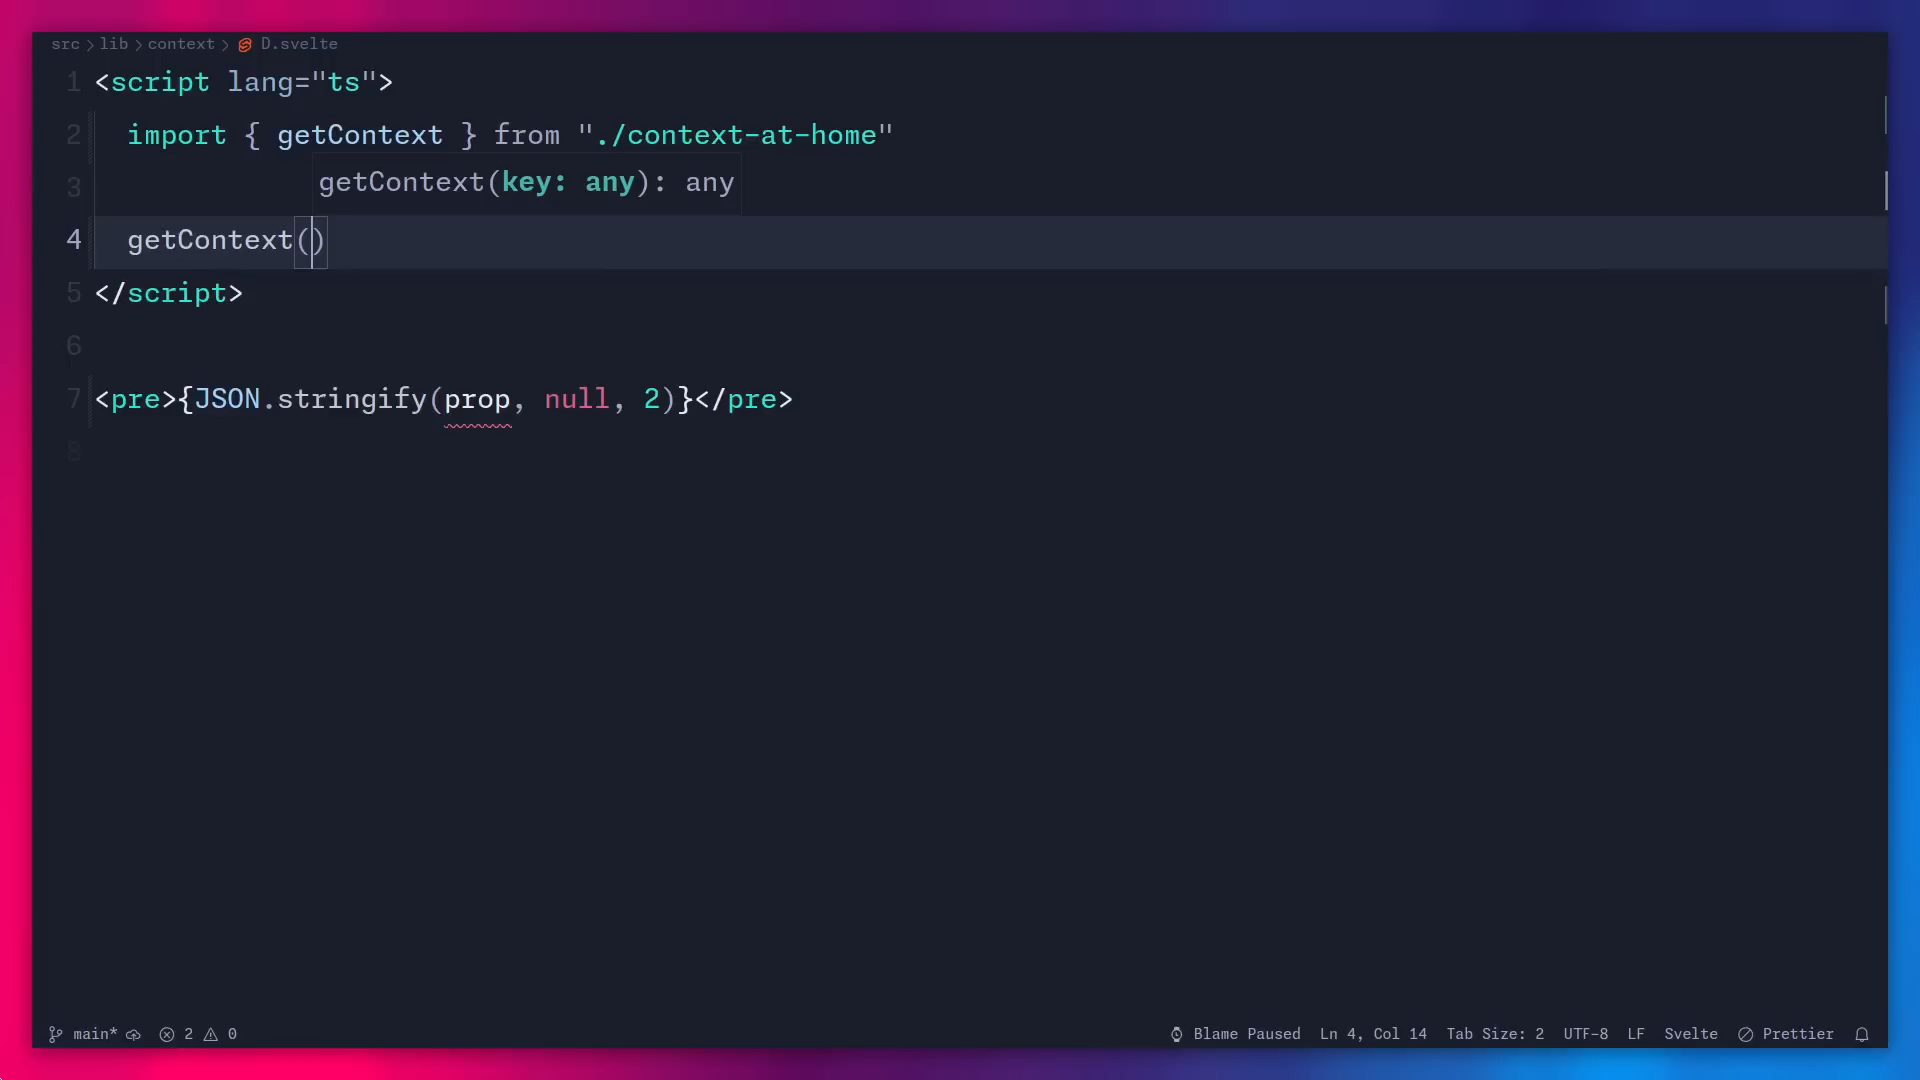 src > lib > context > D.svelte
1 <script lang="ts">
2 import { getContext } from "./context-at-home"
3
getContext(key: any): any
4 getContext()
5 </script>
6
7 <pre>{JSON.stringify(prop, null, 2)}</pre>
8
main* 2 0 Blame Paused Ln 4, Col 14 Tab Size: 2 UTF-8 LF Svelte Prettier